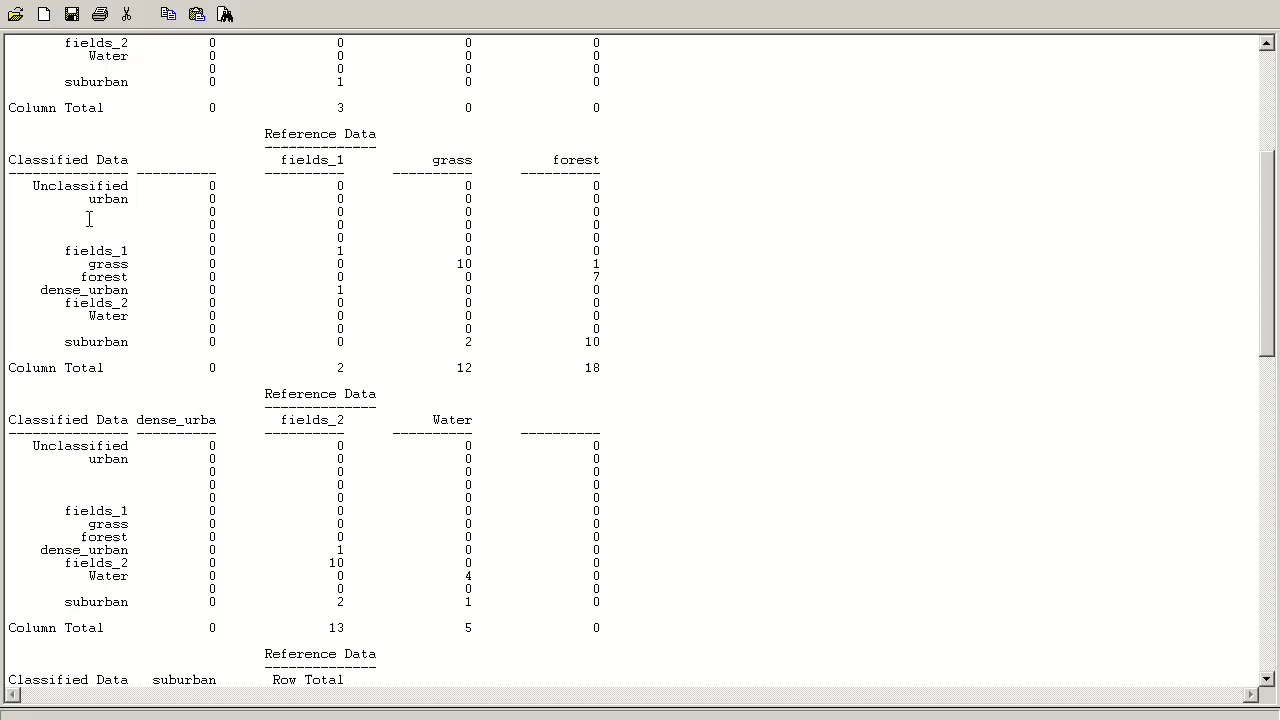 fields_2 0 0 0 0
Water 0 0 0 0
0 0 0 0
suburban 0 1 0 0
Column Total 0 3 0 0
Reference Data
--------------
Classified Data fields_1 grass forest
--------------- ---------- ---------- ---------- ----------
Unclassified 0 0 0 0
urban 0 0 0 0
0 0 0 0
0 0 0 0
0 0 0 0
fields_1 0 1 0 0
grass 0 0 10 1
forest 0 0 0 7
dense_urban 0 1 0 0
fields_2 0 0 0 0
Water 0 0 0 0
0 0 0 0
suburban 0 0 2 10
Column Total 0 2 12 18
Reference Data
--------------
Classified Data dense_urba fields_2 Water
--------------- ---------- ---------- ---------- ----------
Unclassified 0 0 0 0
urban 0 0 0 0
0 0 0 0
0 0 0 0
0 0 0 0
fields_1 0 0 0 0
grass 0 0 0 0
forest 0 0 0 0
dense_urban 0 1 0 0
fields_2 0 10 0 0
Water 0 0 4 0
0 0 0 0
suburban 0 2 1 0
Column Total 0 13 5 0
Reference Data
--------------
Classified Data suburban Row Total